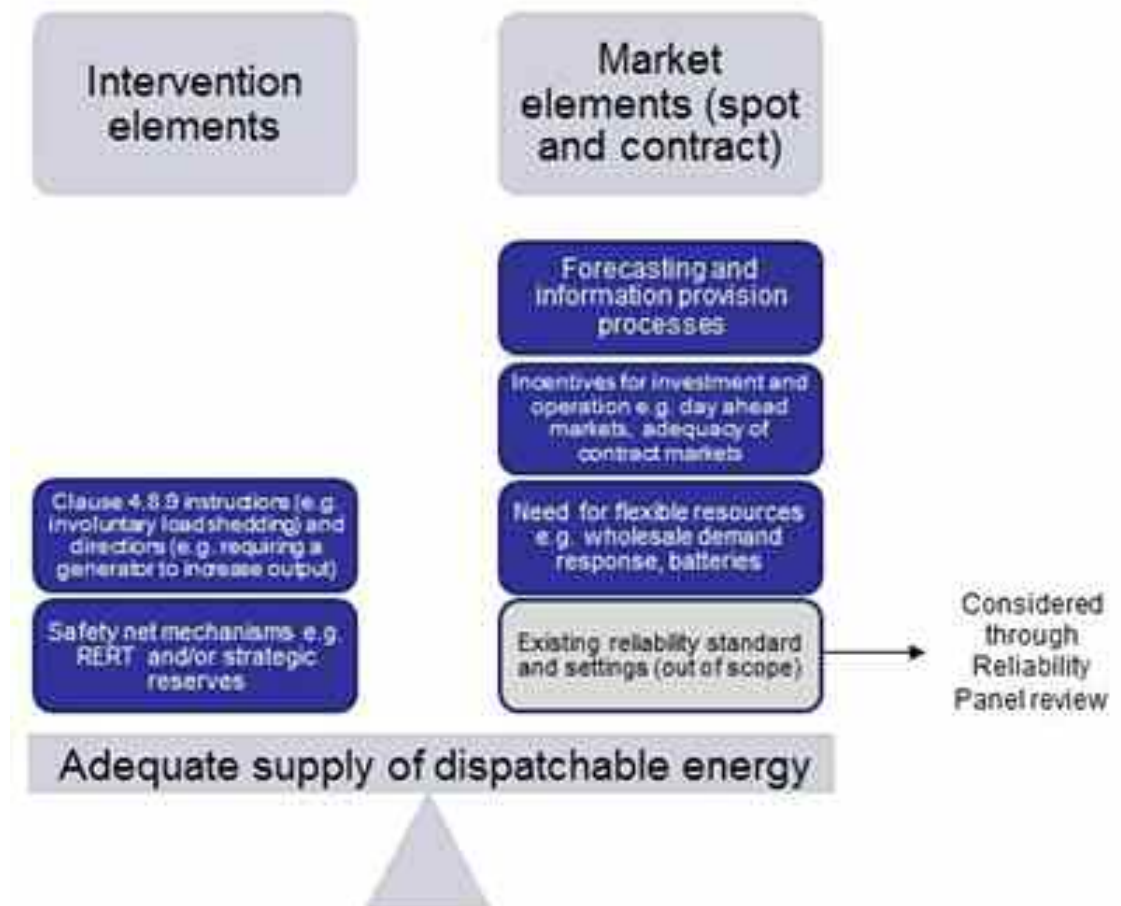 Intervention
elements
Market
elements (spot
and contract)
Forecasting and
information provision
processes
Incentives for investment and
operation e.g. day ahead
markets, adequacy of
contract markets
Clause 4.8.9 instructions (e.g.
involuntary load shedding) and
directions (e.g. requiring a
generator to increase output)
Need for flexible resources
e.g. wholesale demand
response, batteries
Safety net mechanisms e.g.
RERT and/or strategic
reserves
Existing reliability standard
and settings (out of scope)
Considered
through
Reliability
Panel review
Adequate supply of dispatchable energy